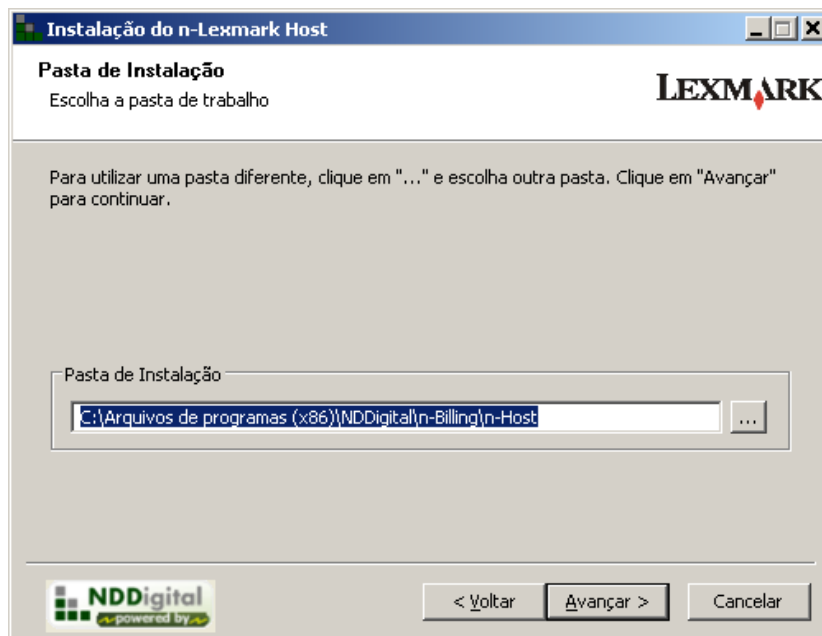 Instalação do n-Lexmark Host
Pasta de Instalação
Escolha a pasta de trabalho
LEXMARK
Para utilizar uma pasta diferente, clique em "..." e escolha outra pasta. Clique em "Avançar"
para continuar.
Pasta de Instalação
C:\Arquivos de programas (x86)\NDDigital\n-Billing\n-Host
...
NDDigital
powered by
< Voltar
Avançar >
Cancelar